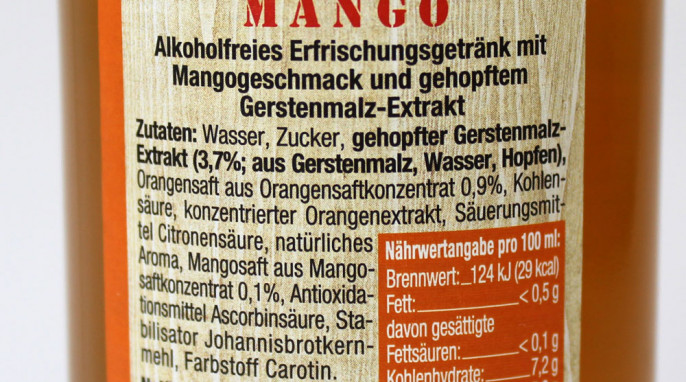 MANGO
Alkoholfreies Erfrischungsgetränk mit
Mangogeschmack und gehopftem
Gerstenmalz-Extrakt
Zutaten: Wasser, Zucker, gehopfter Gerstenmalz-
Extrakt (3,7%; aus Gerstenmalz, Wasser, Hopfen),
Orangensaft aus Orangensaftkonzentrat 0,9%, Kohlen-
säure, konzentrierter Orangenextrakt, Säuerungsmit-
tel Citronensäure, natürliches
Aroma, Mangosaft aus Mango-
saftkonzentrat 0,1%, Antioxida-
tionsmittel Ascorbinsäure, Sta-
bilisator Johannisbrotkern-
mehl, Farbstoff Carotin.
Nährwertangabe pro 100 ml:
Brennwert: 124 kJ (29 kcal)
Fett: < 0,5 g
davon gesättigte
Fettsäuren: < 0,1 g
Kohlenhydrate: 7,2 g